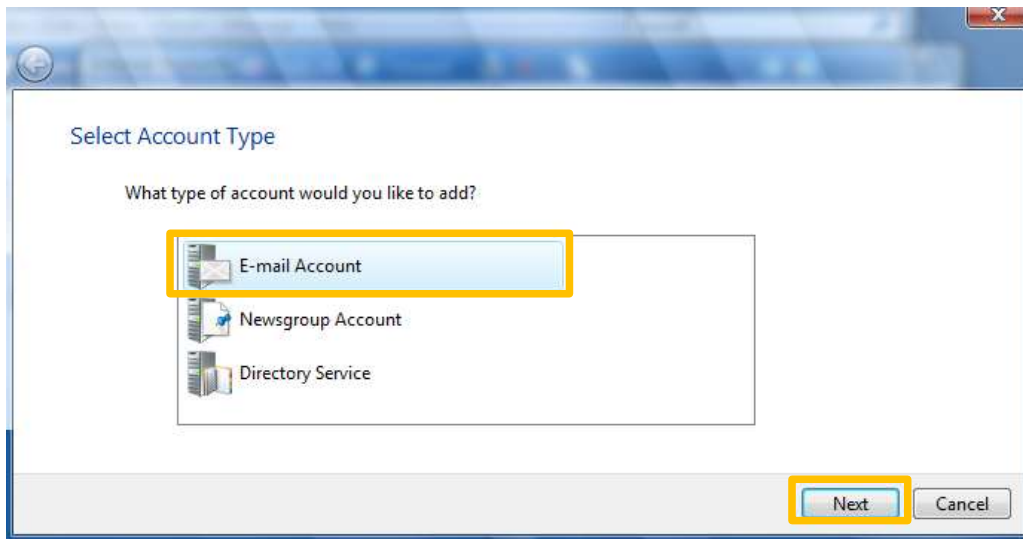 Select Account Type
What type of account would you like to add?
E-mail Account
Newsgroup Account
Directory Service
Next Cancel